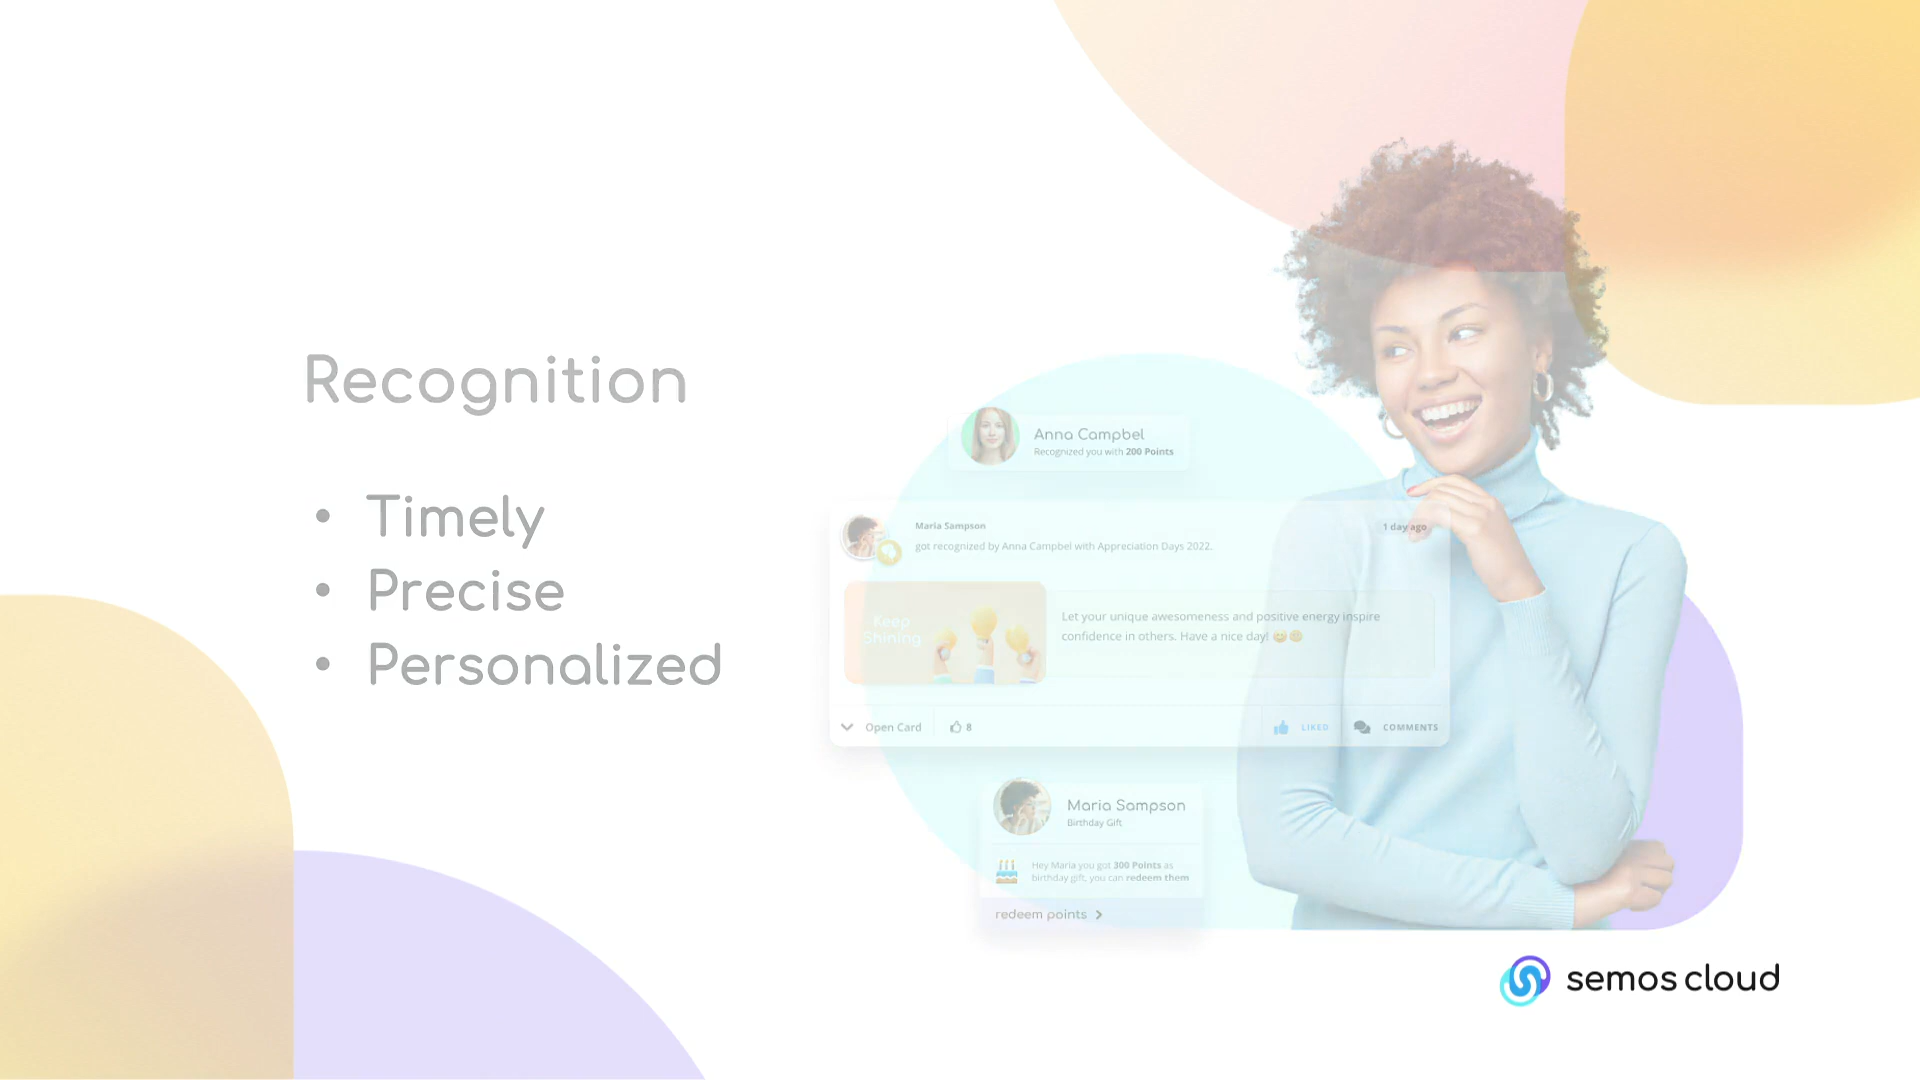 Recognition
• Timely
• Precise
• Personalized
Anna Campbel
Recognized you with 200 Points
Maria Sampson
1 day ago
got recognized by Anna Campbel with Appreciation Days 2022.
Keep
Shining
Let your unique awesomeness and positive energy inspire
confidence in others. Have a nice day!
Open Card
8
LIKED
COMMENTS
Maria Sampson
Birthday Gift
Hey Maria you got 300 Points as
birthday gift, you can redeem them
redeem points
semos cloud